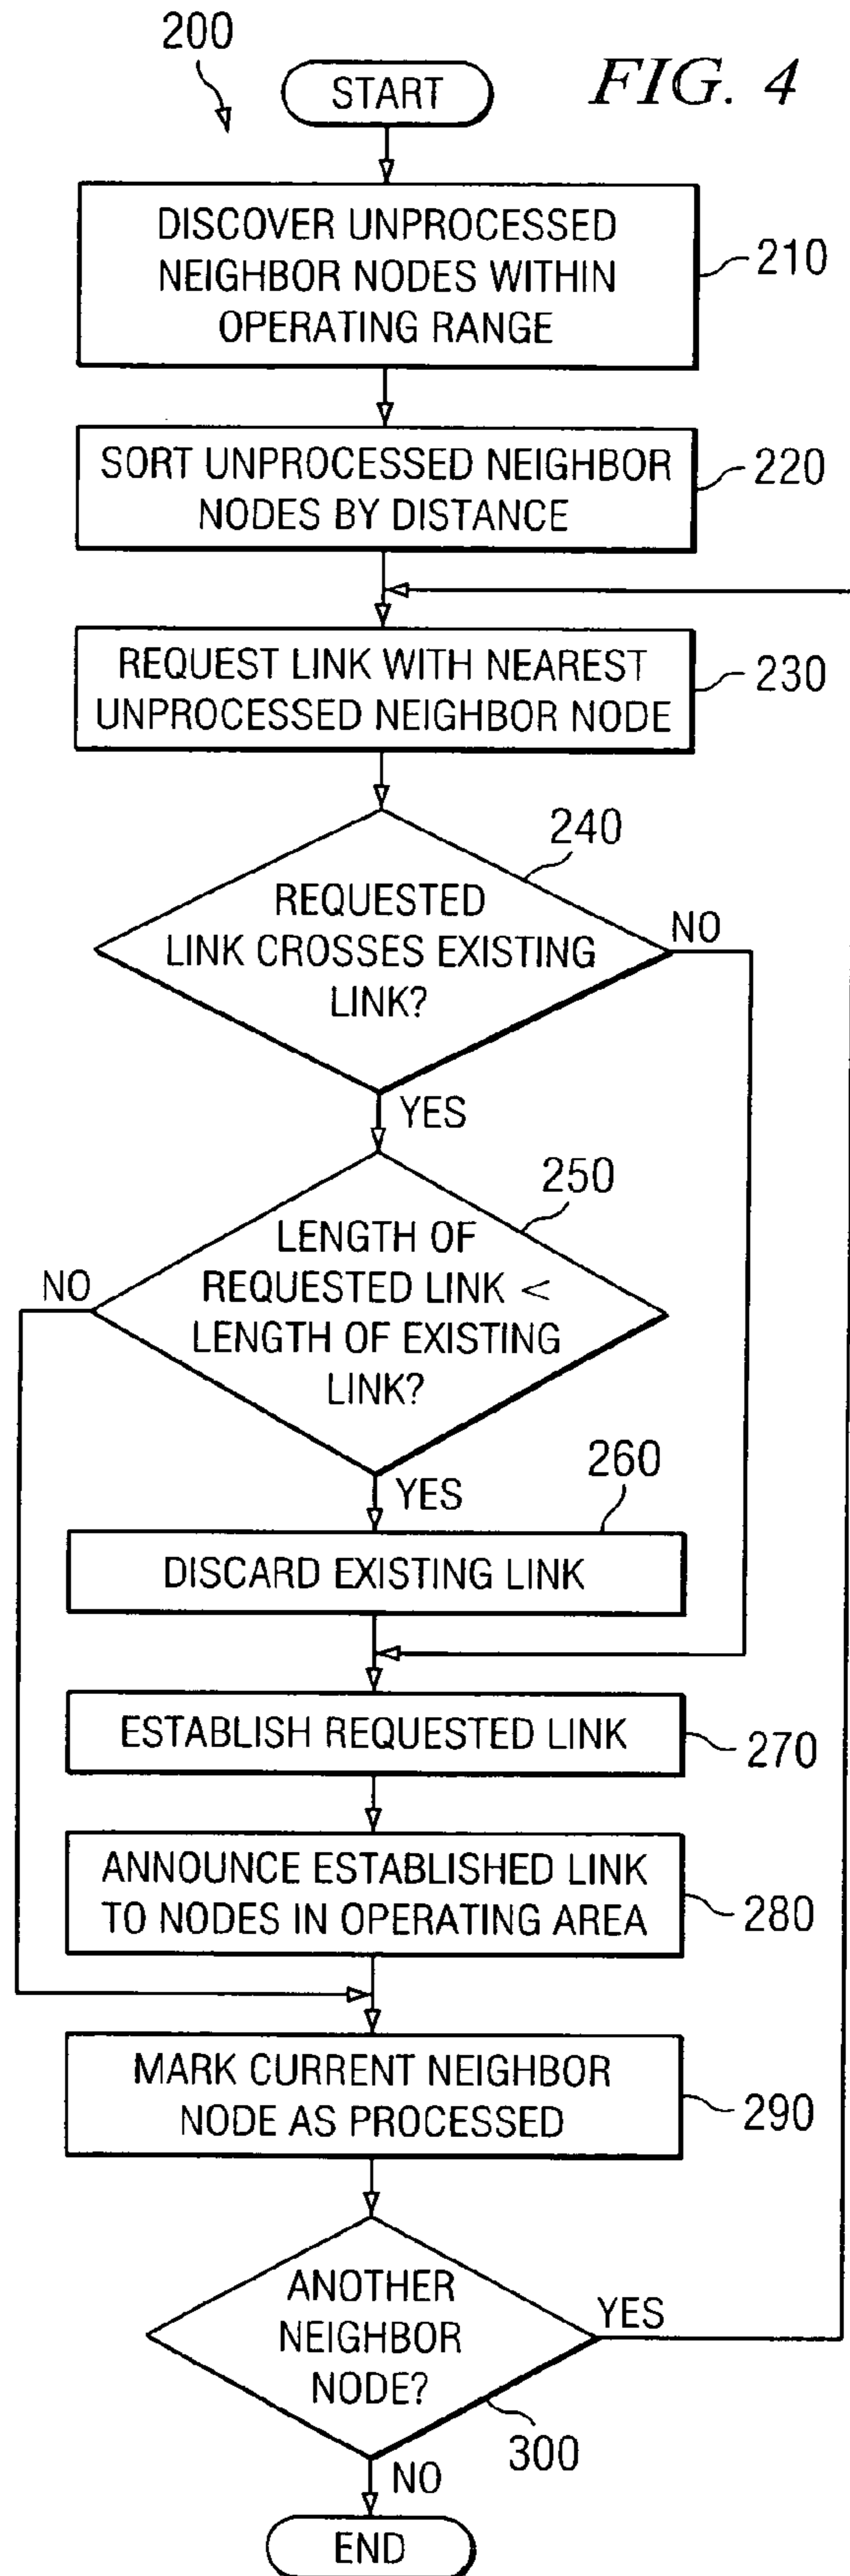 200
START
FIG. 4
DISCOVER UNPROCESSED
NEIGHBOR NODES WITHIN
OPERATING RANGE
210
SORT UNPROCESSED NEIGHBOR
NODES BY DISTANCE
220
REQUEST LINK WITH NEAREST
UNPROCESSED NEIGHBOR NODE
230
240
REQUESTED
LINK CROSSES EXISTING
LINK?
NO
YES
250
LENGTH OF
REQUESTED LINK <
LENGTH OF EXISTING
LINK?
NO
YES
260
DISCARD EXISTING LINK
ESTABLISH REQUESTED LINK
270
ANNOUNCE ESTABLISHED LINK
TO NODES IN OPERATING AREA
280
MARK CURRENT NEIGHBOR
NODE AS PROCESSED
290
ANOTHER
NEIGHBOR
NODE?
YES
300
NO
END